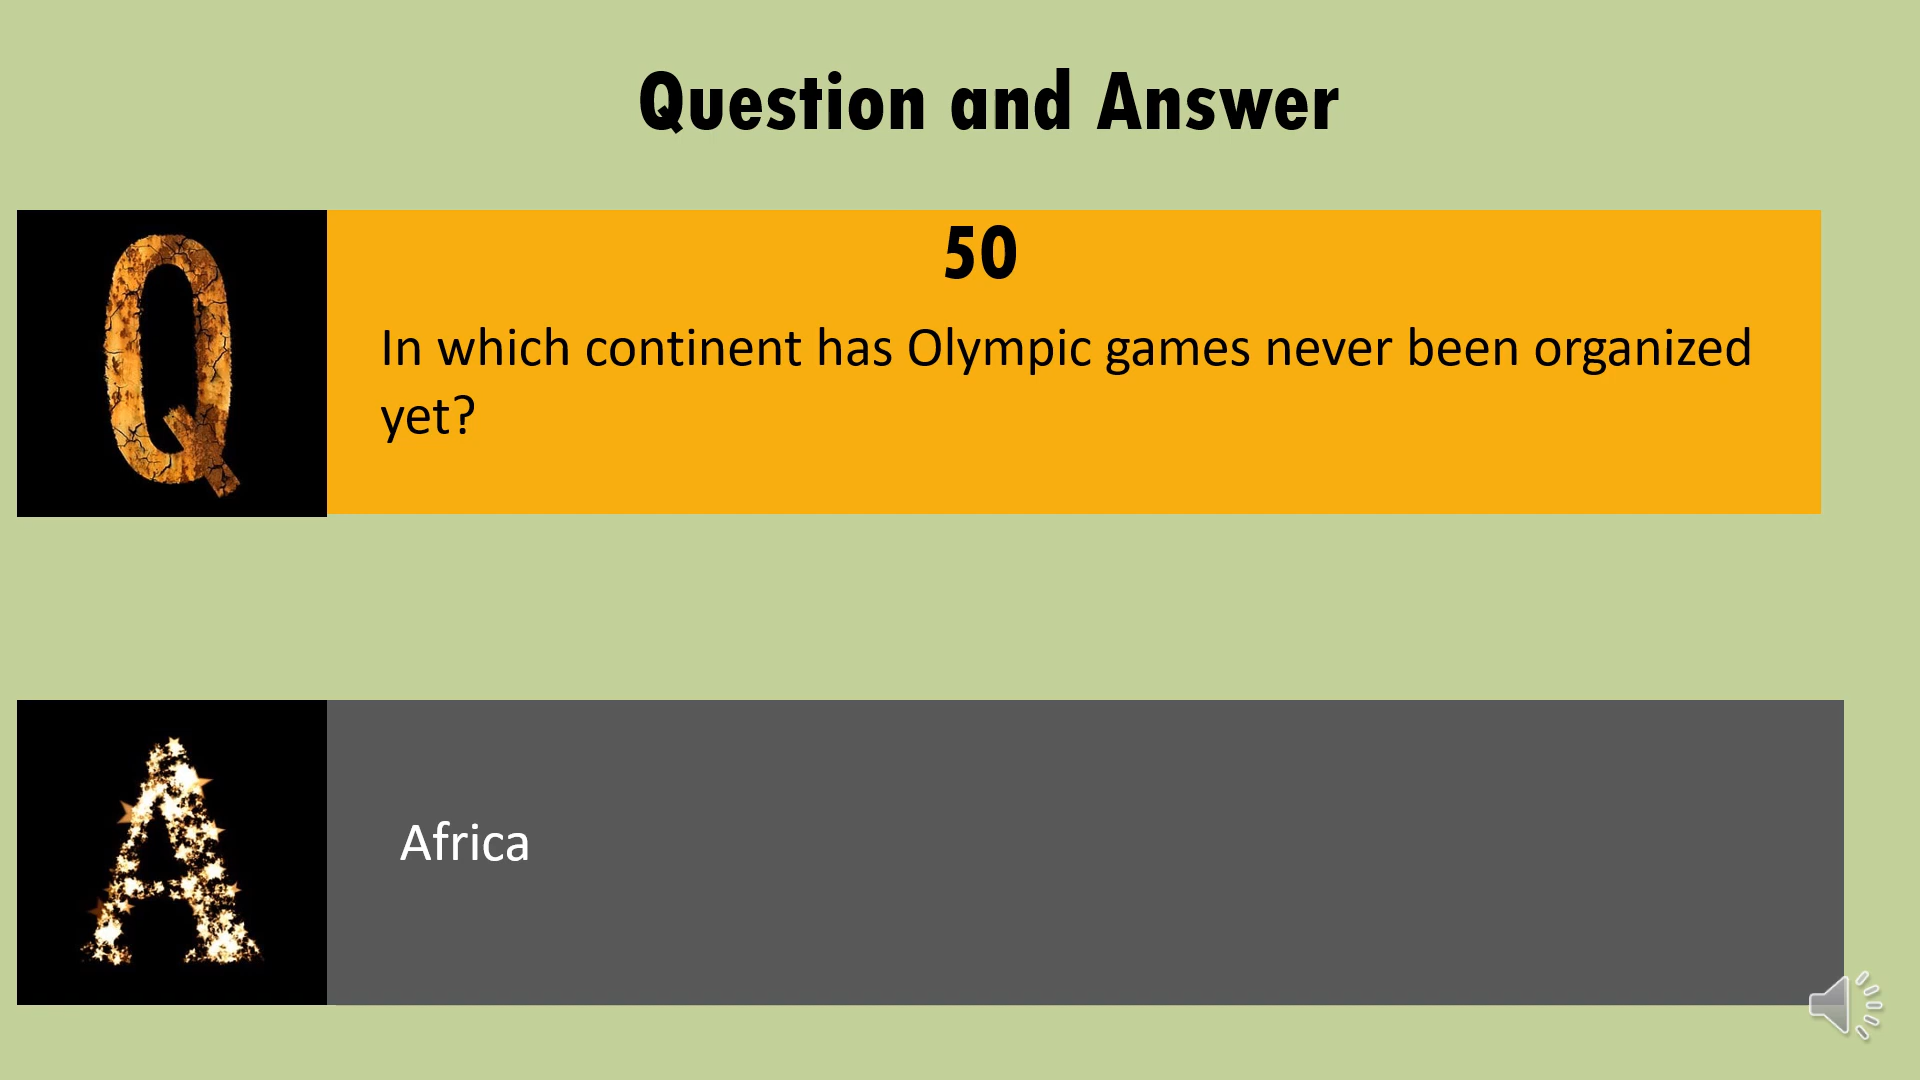 Question and Answer
Q
50
In which continent has Olympic games never been organized
yet?
A
Africa